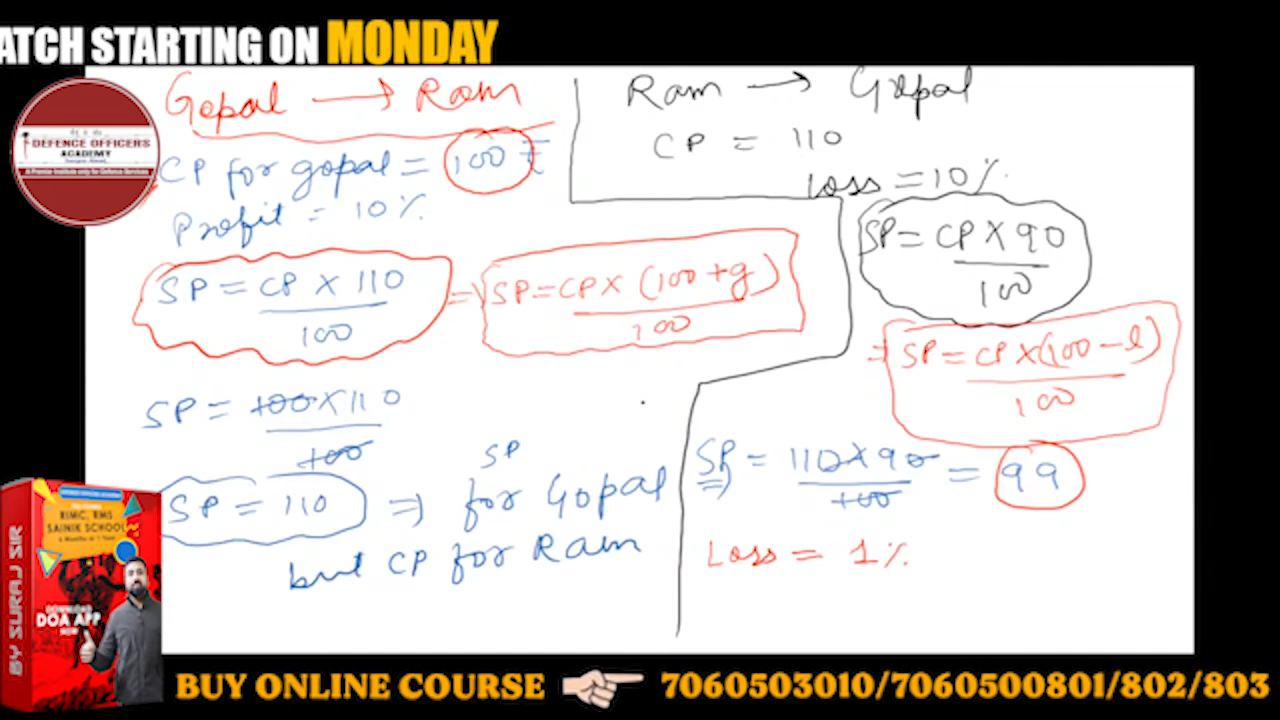 ATCH STARTING ON MONDAY
Gopal → Ram
CP for gopal = 100 ₹
Profit = 10%
SP = CP X 110 / 100 ⇒ SP = CP X (100 + g) / 100
SP = 100 X 110 / 100
SP = 110 ⇒ SP for Gopal
but CP for Ram
Ram → Gopal
CP = 110
Loss = 10%
SP = CP X 90 / 100
⇒ SP = CP X (100 - l) / 100
SP = 110 X 90 / 100 = 99
Loss = 1%
DEFENCE OFFICERS
ACADEMY
RIMC, RMS
SAINIK SCHOOL
DOWNLOAD
DOA APP
NOW
BY SURAJ SIR
BUY ONLINE COURSE 7060503010/7060500801/802/803